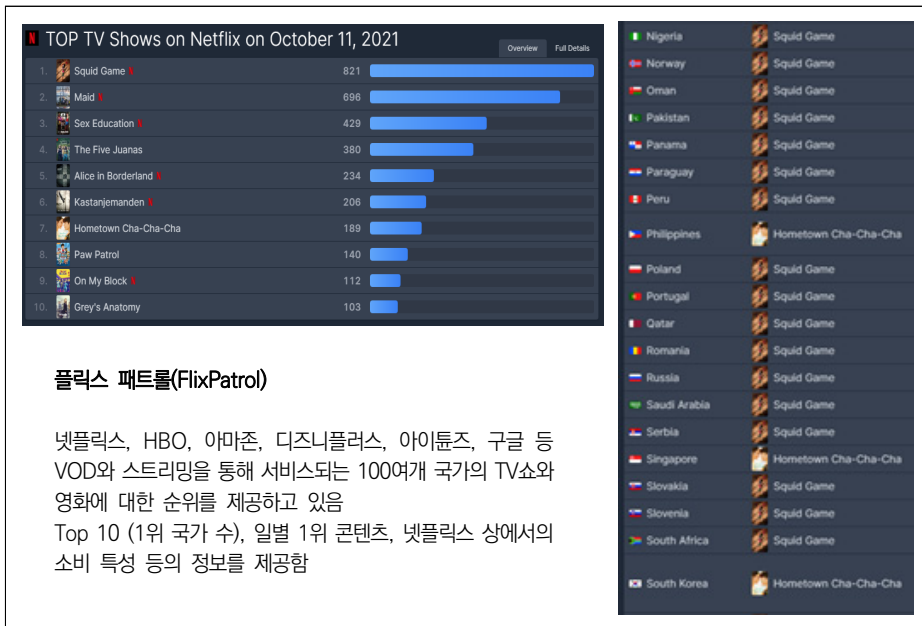 TOP TV Shows on Netflix on October 11, 2021
Overview Full Details
1. Squid Game N 821
2. Maid N 696
3. Sex Education N 429
4. The Five Juanas 380
5. Alice in Borderland N 234
6. Kastanjemanden N 206
7. Hometown Cha-Cha-Cha 189
8. Paw Patrol 140
9. On My Block N 112
10. Grey's Anatomy 103
플릭스 패트롤(FlixPatrol)
넷플릭스, HBO, 아마존, 디즈니플러스, 아이튠즈, 구글 등
VOD와 스트리밍을 통해 서비스되는 100여개 국가의 TV쇼와
영화에 대한 순위를 제공하고 있음
Top 10 (1위 국가 수), 일별 1위 콘텐츠, 넷플릭스 상에서의
소비 특성 등의 정보를 제공함
Nigeria Squid Game
Norway Squid Game
Oman Squid Game
Pakistan Squid Game
Panama Squid Game
Paraguay Squid Game
Peru Squid Game
Philippines Hometown Cha-Cha-Cha
Poland Squid Game
Portugal Squid Game
Qatar Squid Game
Romania Squid Game
Russia Squid Game
Saudi Arabia Squid Game
Serbia Squid Game
Singapore Hometown Cha-Cha-Cha
Slovakia Squid Game
Slovenia Squid Game
South Africa Squid Game
South Korea Hometown Cha-Cha-Cha